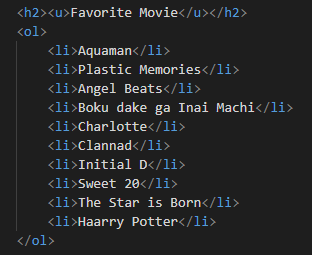 <h2><u>Favorite Movie</u></h2>
<ol>
<li>Aquaman</li>
<li>Plastic Memories</li>
<li>Angel Beats</li>
<li>Boku dake ga Inai Machi</li>
<li>Charlotte</li>
<li>Clannad</li>
<li>Initial D</li>
<li>Sweet 20</li>
<li>The Star is Born</li>
<li>Haarry Potter</li>
</ol>